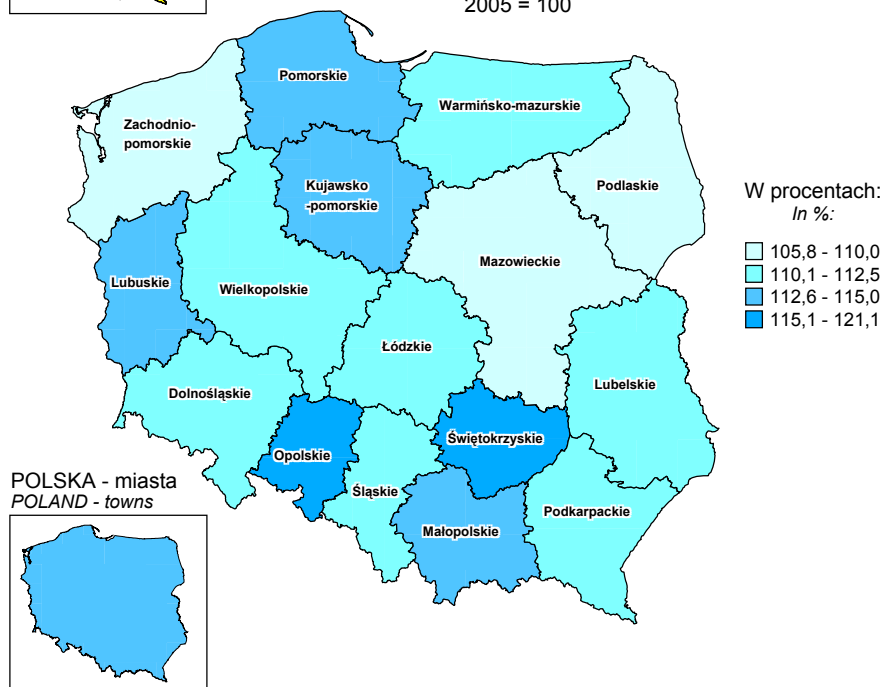 2005 = 100
Pomorskie
Warmińsko-mazurskie
Zachodnio-
pomorskie
Kujawsko
-pomorskie
Podlaskie
W procentach:
In %:
105,8 - 110,0
110,1 - 112,5
112,6 - 115,0
115,1 - 121,1
Mazowieckie
Lubuskie
Wielkopolskie
Łódzkie
Lubelskie
Dolnośląskie
Świętokrzyskie
Opolskie
Śląskie
Podkarpackie
Małopolskie
POLSKA - miasta
POLAND - towns